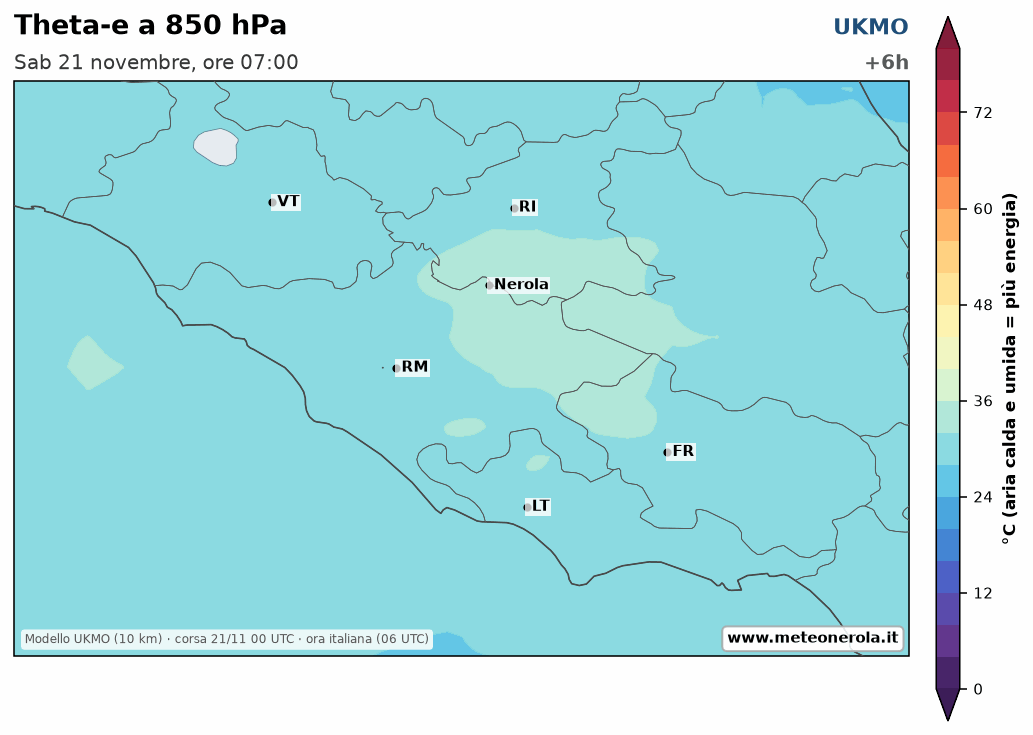 Theta-e a 850 hPa
UKMO
Sab 21 novembre, ore 07:00
+6h
VT
RI
Nerola
RM
FR
LT
Modello UKMO (10 km) · corsa 21/11 00 UTC · ora italiana (06 UTC)
www.meteonerola.it
72
60
48
36
24
12
0
°C (aria calda e umida = più energia)